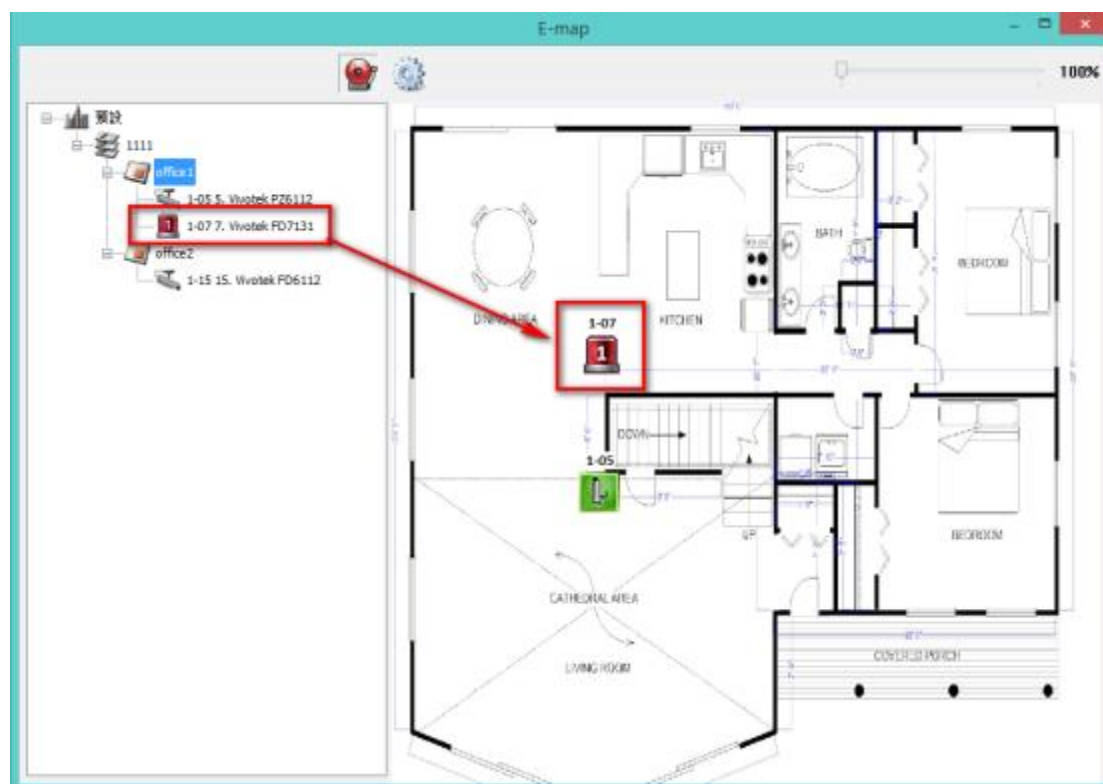 E-map
100%
預設
1111
office1
1-05 5. Vivotek PZ6112
1-07 7. Vivotek FD7131
office2
1-15 15. Vivotek FD6112
BATH
BEDROOM
DINING AREA
1-07
KITCHEN
1
DOWN
1-05
UP
BEDROOM
CATHEDRAL AREA
LIVING ROOM
COVERED PORCH